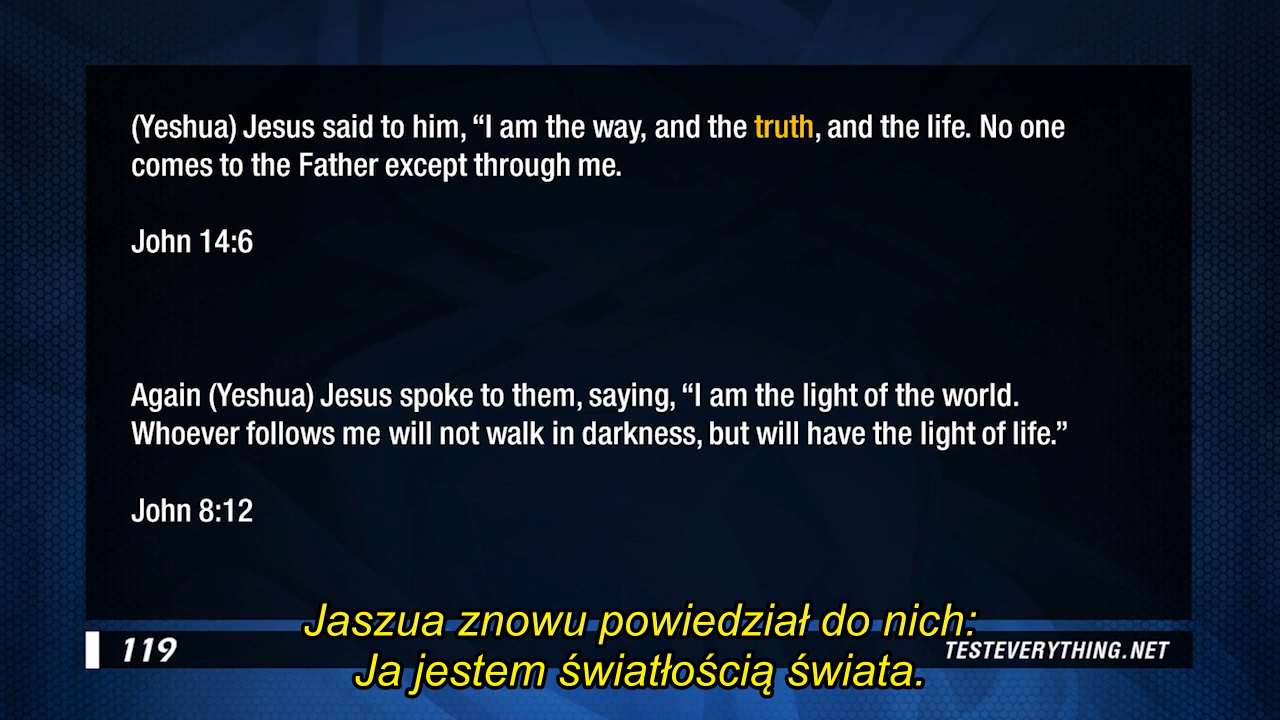 (Yeshua) Jesus said to him, “I am the way, and the truth, and the life. No one
comes to the Father except through me.
John 14:6
Again (Yeshua) Jesus spoke to them, saying, “I am the light of the world.
Whoever follows me will not walk in darkness, but will have the light of life.”
John 8:12
Jaszua znowu powiedział do nich:
119
TESTEVERYTHING.NET
Ja jestem światłością świata.